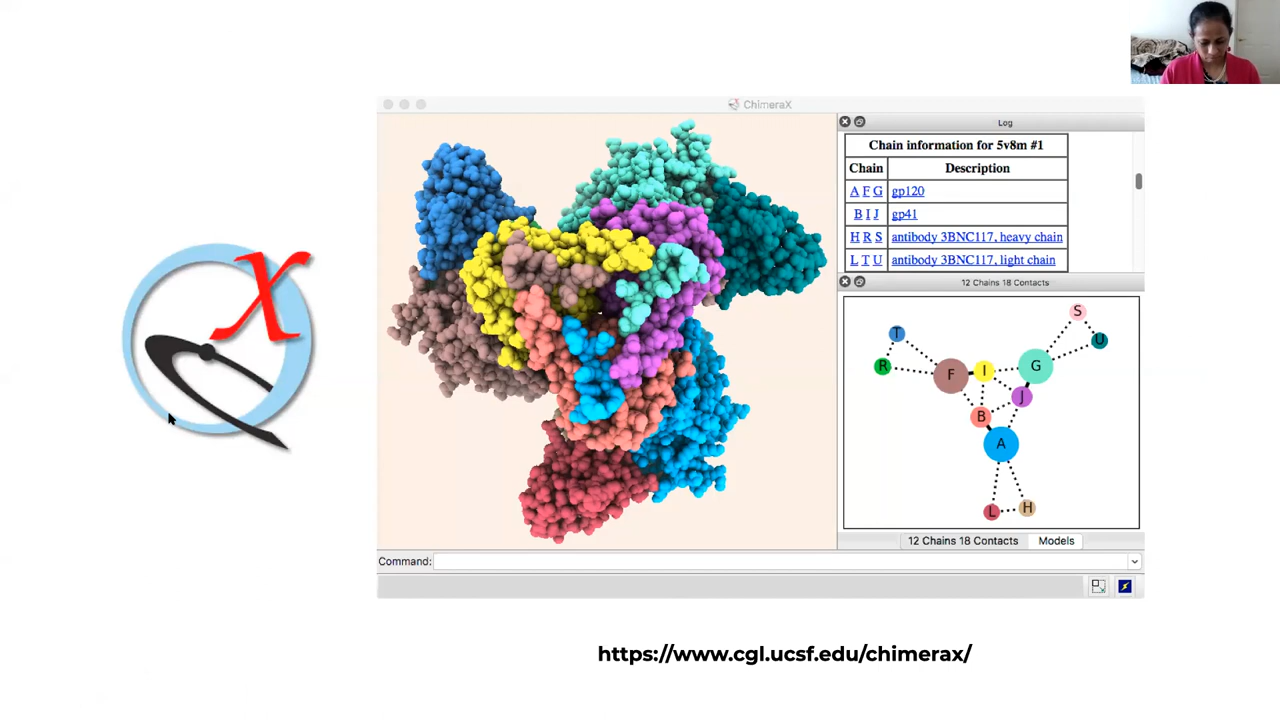 X
ChimeraX
Log
Chain information for 5v8m #1
Chain Description
A F G gp120
B I J gp41
H R S antibody 3BNC117, heavy chain
L T U antibody 3BNC117, light chain
12 Chains 18 Contacts
S
T
U
R
F
I
G
J
B
A
L
H
12 Chains 18 Contacts Models
Command:
https://www.cgl.ucsf.edu/chimerax/